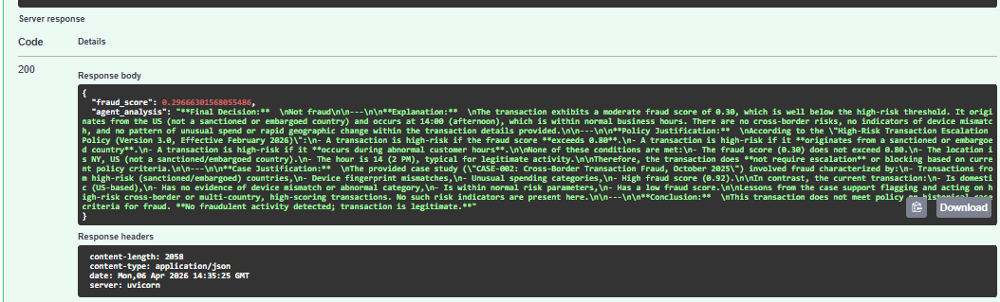 Server response
Code Details
200
Response body
{
"fraud_score": 0.29666301568055486,
"agent_analysis": "**Final Decision:**  \nNot fraud\n\n---\n\n**Explanation:**  \nThe transaction exhibits a moderate fraud score of 0.30, which is well below the high-risk threshold. It origi
nates from the US (not a sanctioned or embargoed country) and occurs at 14:00 (afternoon), which is within normal business hours. There are no cross-border risks, no indicators of device mismatc
h, and no pattern of unusual spend or rapid geographic change within the transaction details provided.\n\n---\n\n**Policy Justification:**  \nAccording to the \"High-Risk Transaction Escalation
Policy (Version 3.0, Effective February 2026)\":\n- A transaction is high-risk if the fraud score **exceeds 0.80**.\n- A transaction is high-risk if it **originates from a sanctioned or embargoe
d country**.\n- A transaction is high-risk if it **occurs during abnormal customer hours**.\n\nNone of these conditions are met:\n- The fraud score (0.30) does not exceed 0.80.\n- The location i
s NY, US (not a sanctioned/embargoed country).\n- The hour is 14 (2 PM), typical for legitimate activity.\n\nTherefore, the transaction does **not require escalation** or blocking based on curre
nt policy criteria.\n\n---\n\n**Case Justification:**  \nThe provided case study (\"CASE-002: Cross-Border Transaction Fraud, October 2025\") involved fraud characterized by:\n- Transactions fro
m high-risk (sanctioned/embargoed) countries,\n- Device fingerprint mismatches,\n- Unusual spending categories,\n- High fraud score (0.92).\n\nIn contrast, the current transaction:\n- Is domesti
c (US-based),\n- Has no evidence of device mismatch or abnormal category,\n- Is within normal risk parameters,\n- Has a low fraud score.\n\nLessons from the case support flagging and acting on h
igh-risk cross-border or multi-country, high-scoring transactions. No such risk indicators are present here.\n\n---\n\n**Conclusion:**  \nThis transaction does not meet policy case
criteria for fraud. **No fraudulent activity detected; transaction is legitimate.**"
}
Download
Response headers
content-length: 2058
content-type: application/json
date: Mon,06 Apr 2026 14:35:25 GMT
server: uvicorn